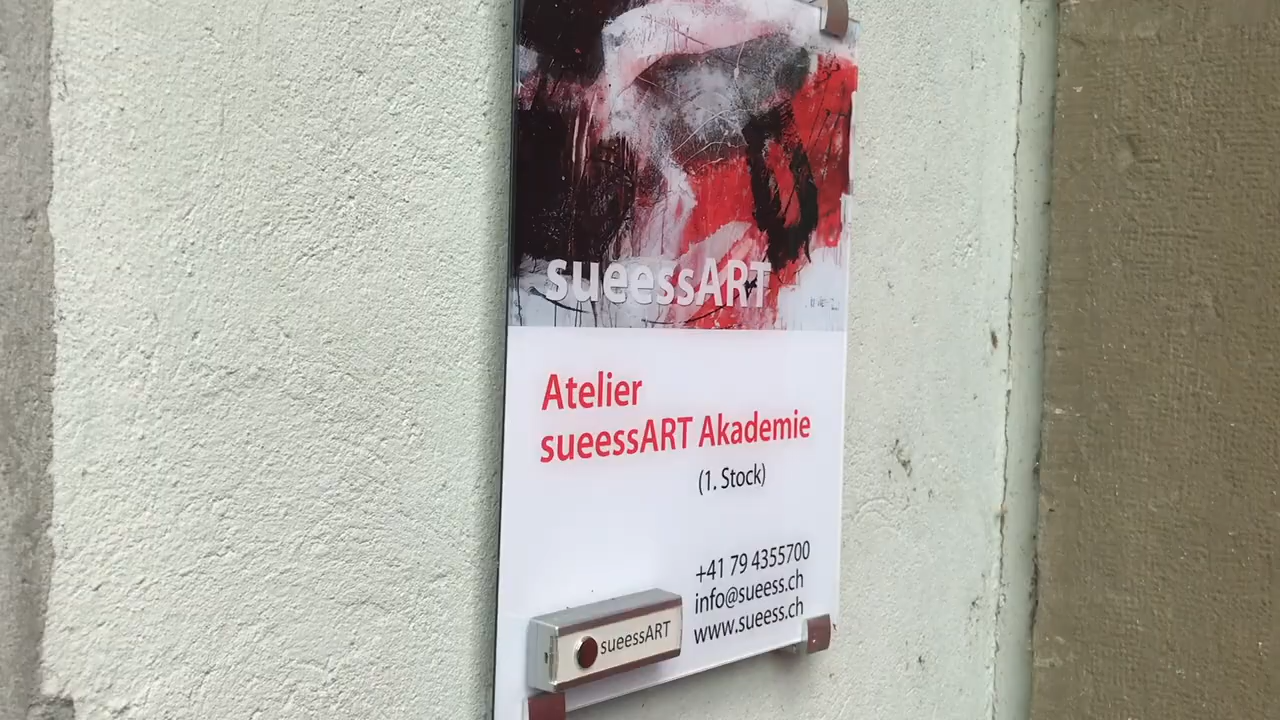 sueessART
Atelier
sueessART Akademie
(1. Stock)
+41 79 4355700
info@sueess.ch
www.sueess.ch
sueessART